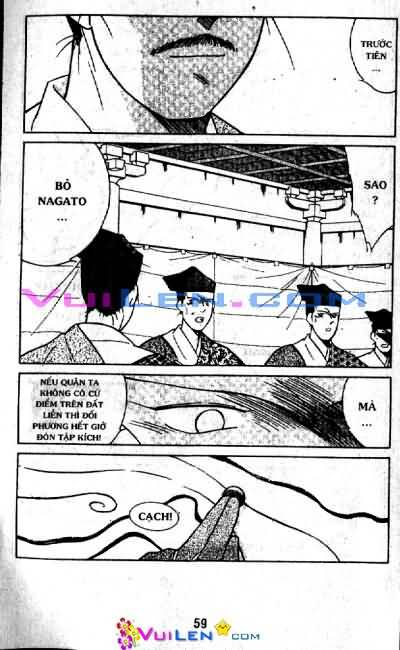 TRƯỚC
TIÊN
...
BỎ
NAGATO
...
SAO
?
VUILEN.COM
NẾU QUÂN TA
KHÔNG CÓ CỨ
ĐIỂM TRÊN ĐẤT
LIỀN THÌ ĐỐI
PHƯƠNG HẾT GIỜ
ĐÓN TẬP KÍCH!
MÀ
...
CẠCH!
59
VUILEN.COM